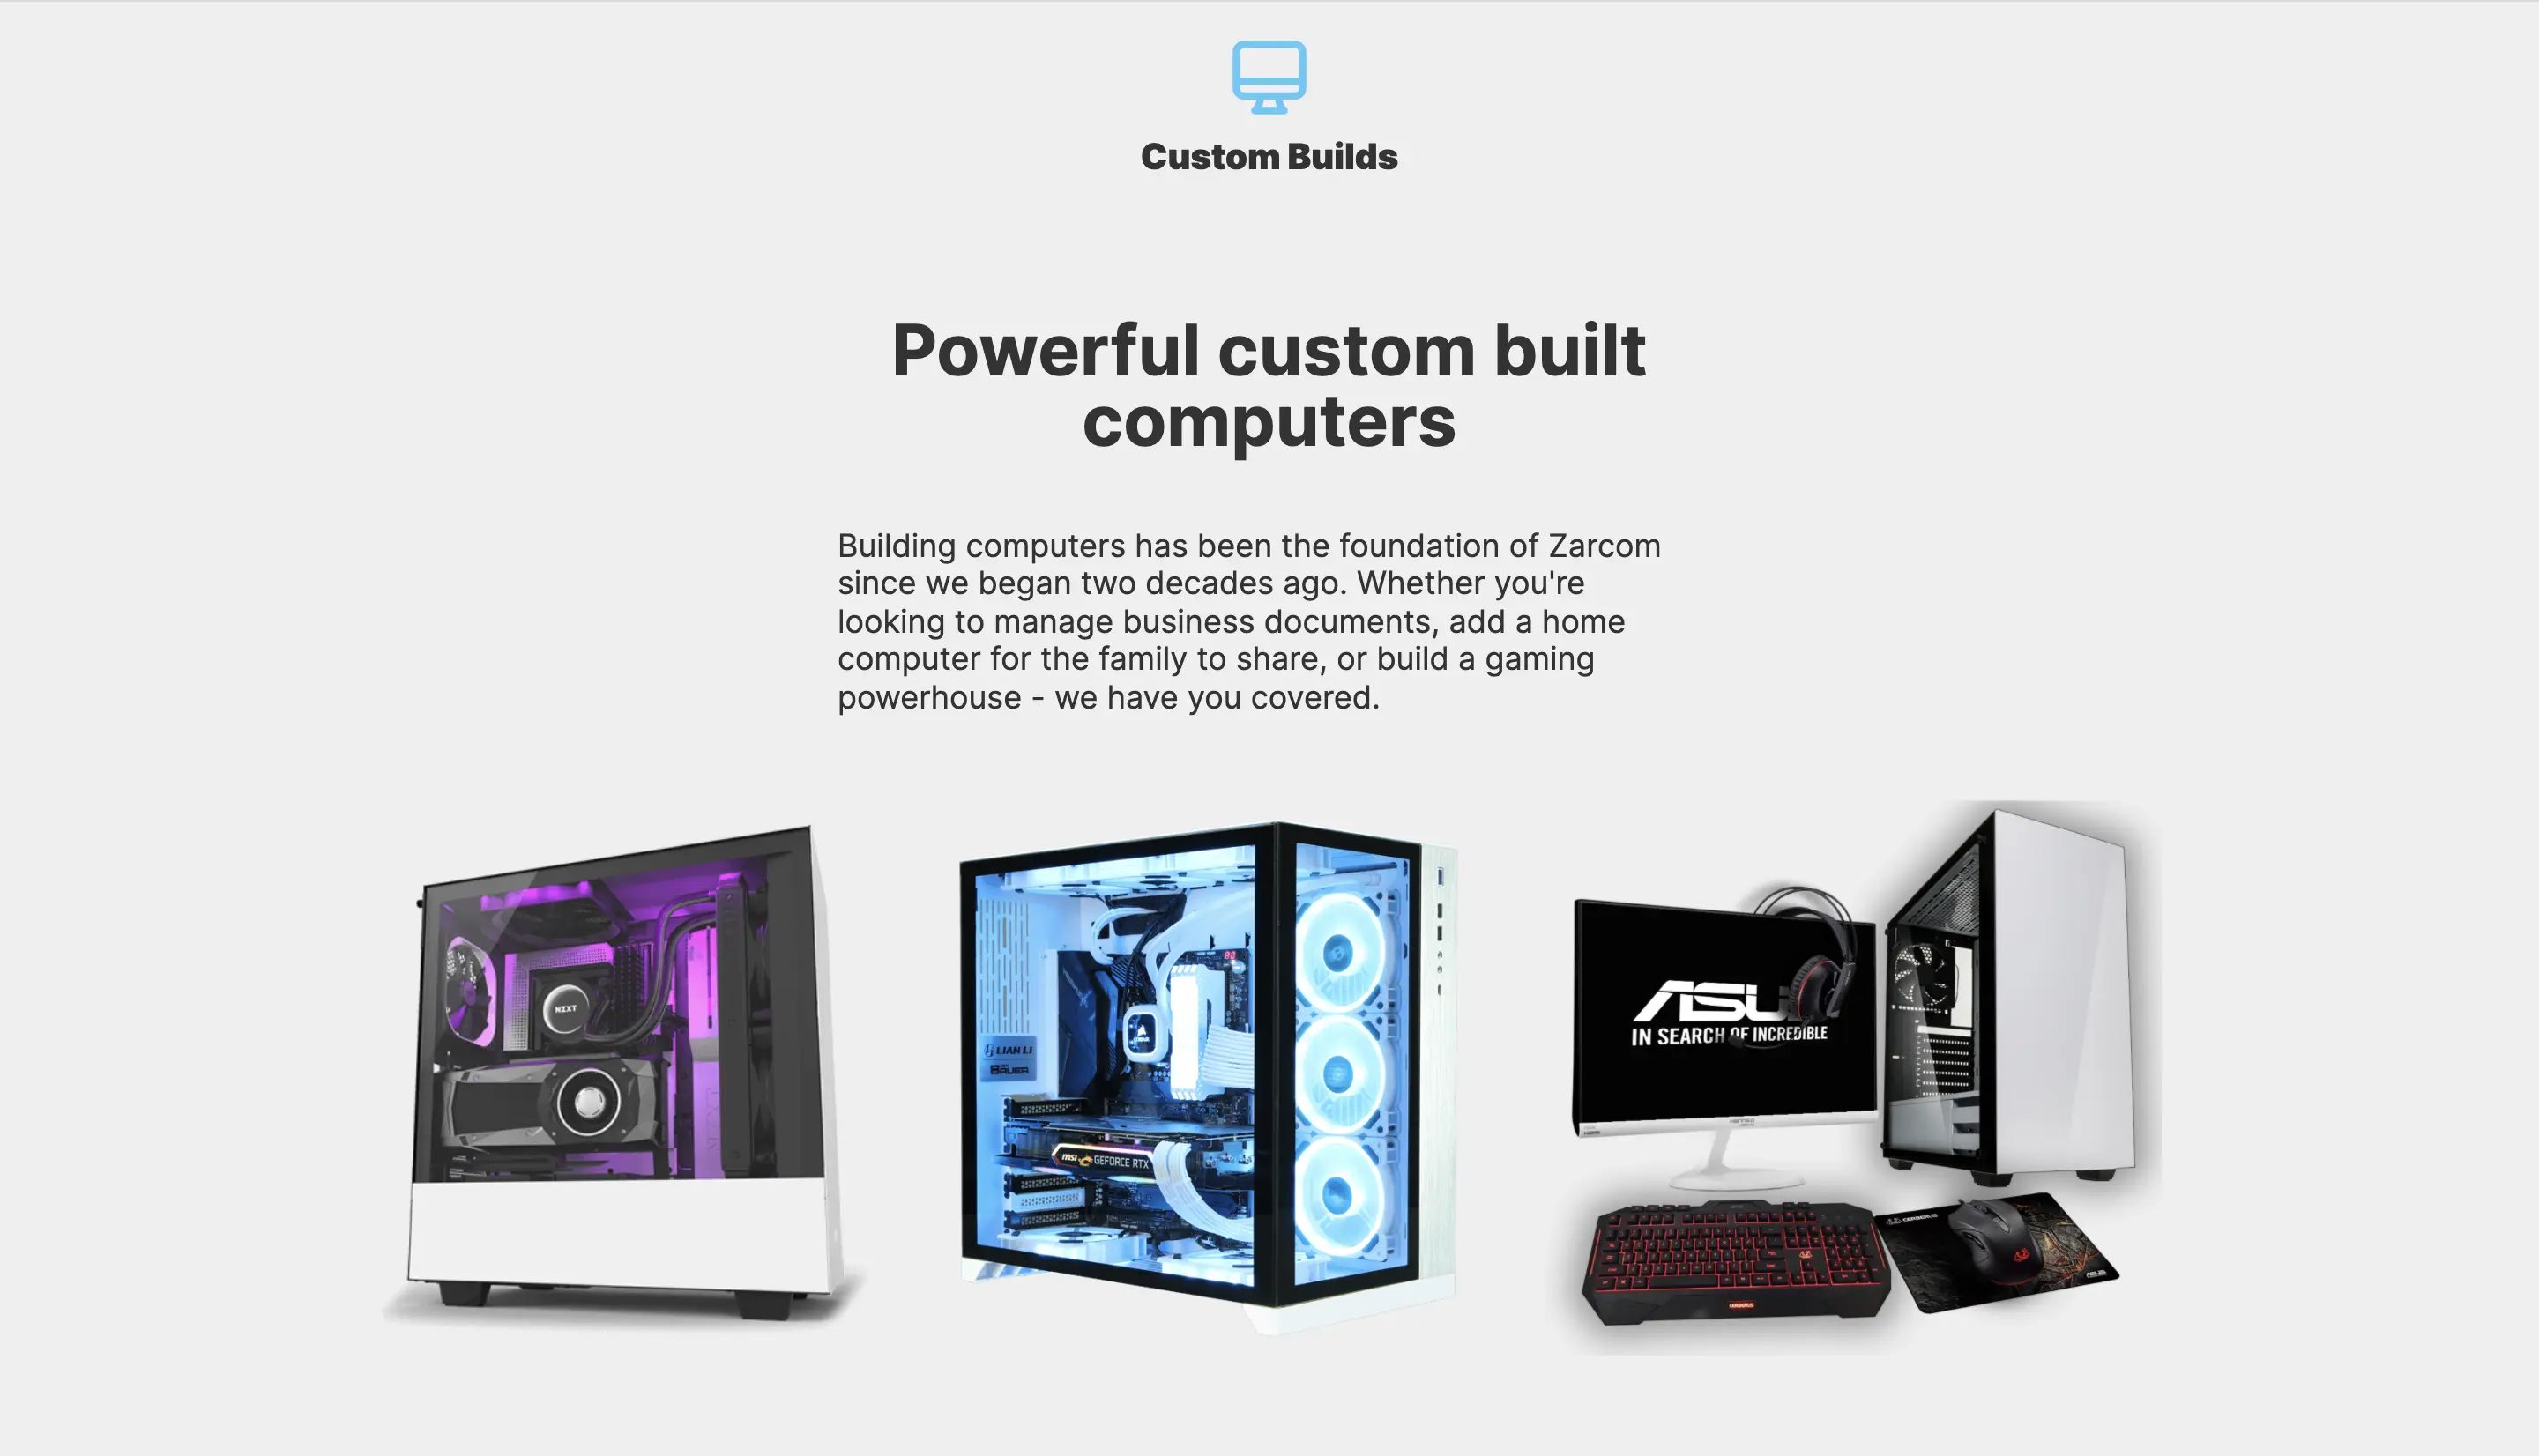 Custom Builds
Powerful custom built
computers
Building computers has been the foundation of Zarcom
since we began two decades ago. Whether you're
looking to manage business documents, add a home
computer for the family to share, or build a gaming
powerhouse - we have you covered.
NZXT
LIAN LI
msi GEFORCE RTX
IN SEARCH OF INCREDIBLE
CERBERUS
CERBERUS
ASUS